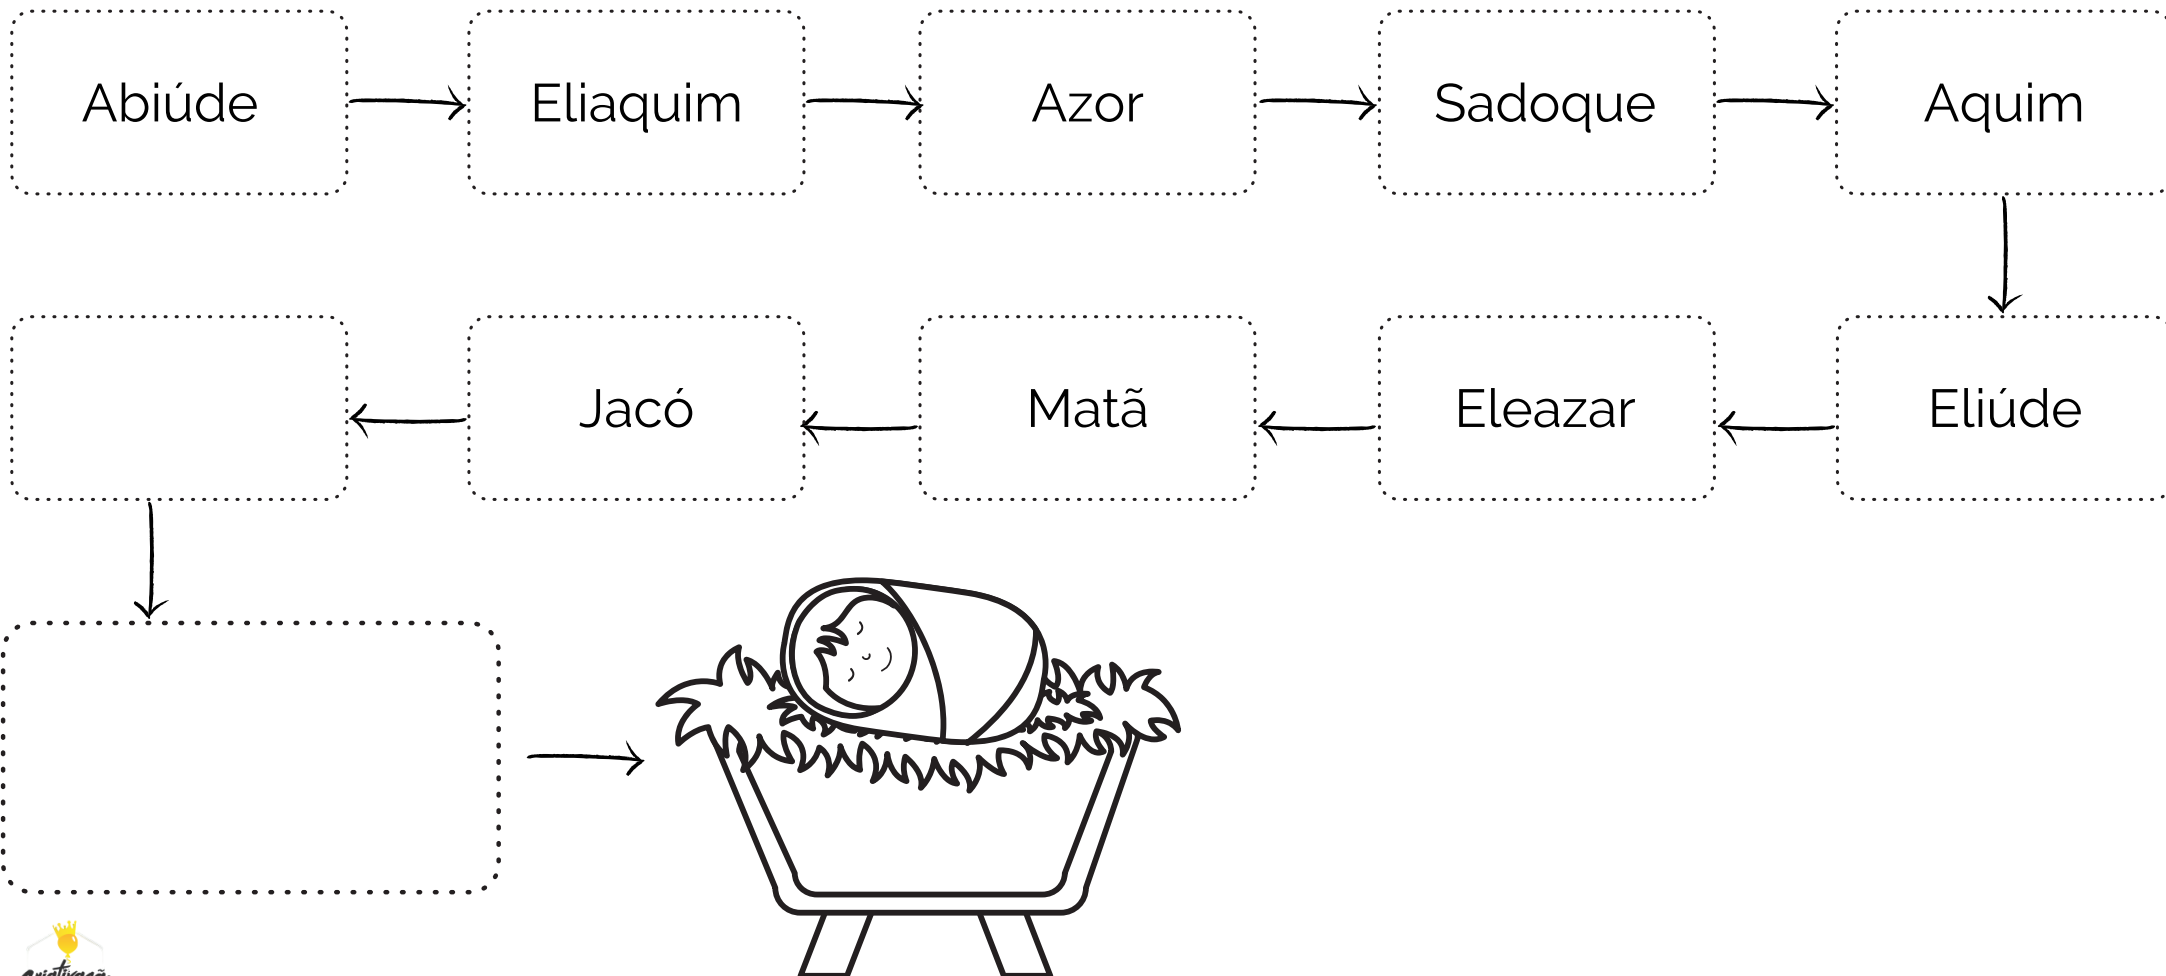 Abiúde
Eliaquim
Azor
Sadoque
Aquim
Eliúde
Eleazar
Matã
Jacó